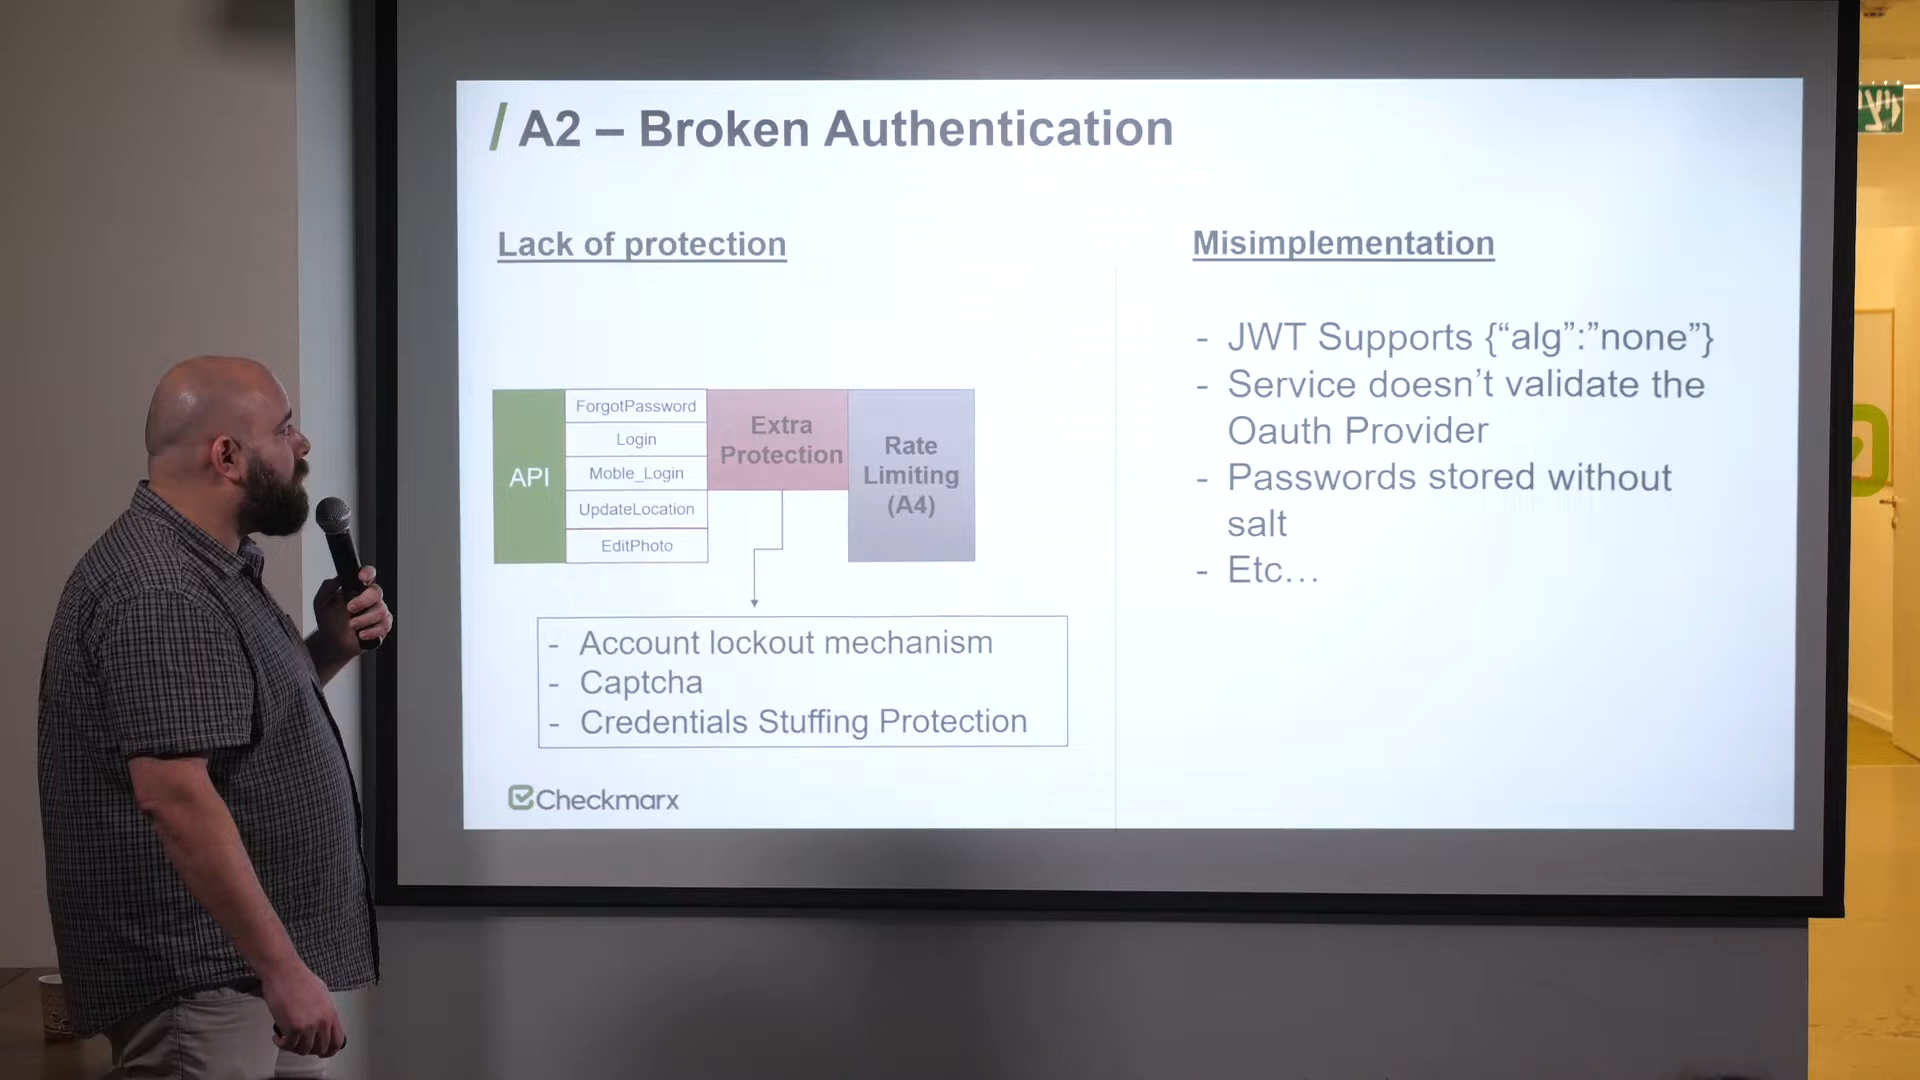 / A2 – Broken Authentication
Lack of protection
API
ForgotPassword
Login
Moble_Login
UpdateLocation
EditPhoto
Extra
Protection
Rate
Limiting
(A4)
- Account lockout mechanism
- Captcha
- Credentials Stuffing Protection
Checkmarx
Misimplementation
- JWT Supports {“alg”:”none”}
- Service doesn’t validate the
Oauth Provider
- Passwords stored without
salt
- Etc...